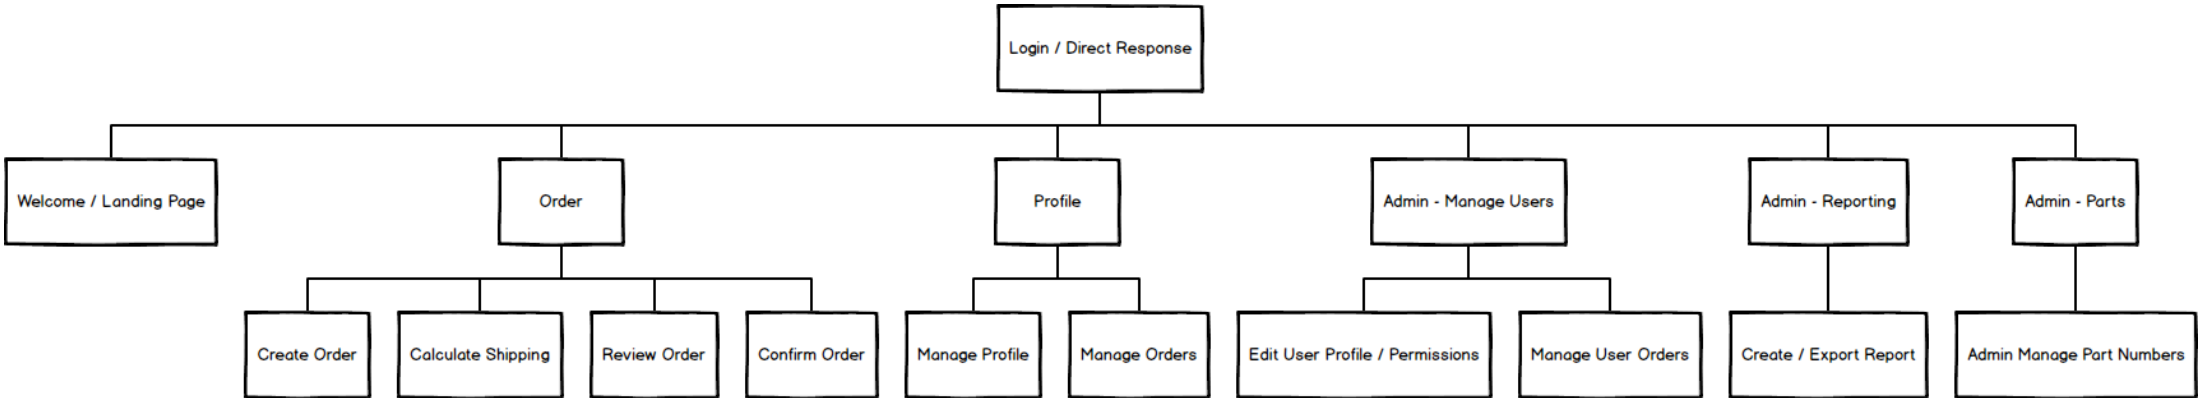 Login / Direct Response
Welcome / Landing Page
Order
Profile
Admin - Manage Users
Admin - Reporting
Admin - Parts
Create Order
Calculate Shipping
Review Order
Confirm Order
Manage Profile
Manage Orders
Edit User Profile / Permissions
Manage User Orders
Create / Export Report
Admin Manage Part Numbers